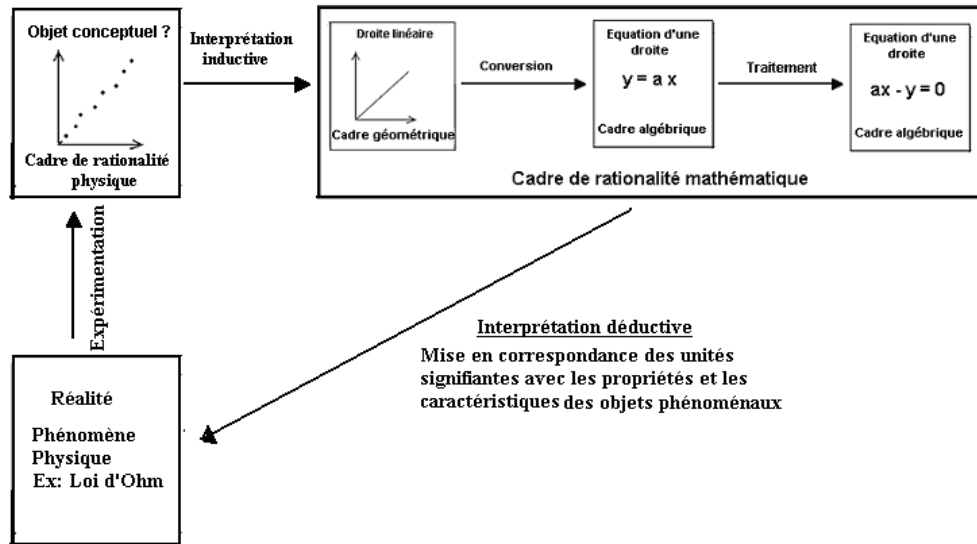 Objet conceptuel ?
Cadre de rationalité
physique
Interprétation
inductive
Droite linéaire
Cadre géométrique
Conversion
Equation d'une
droite
y = a x
Cadre algébrique
Traitement
Equation d'une
droite
ax - y = 0
Cadre algébrique
Cadre de rationalité mathématique
Expérimentation
Interprétation déductive
Mise en correspondance des unités
signifiantes avec les propriétés et les
caractéristiques des objets phénoménaux
Réalité
Phénomène
Physique
Ex: Loi d'Ohm